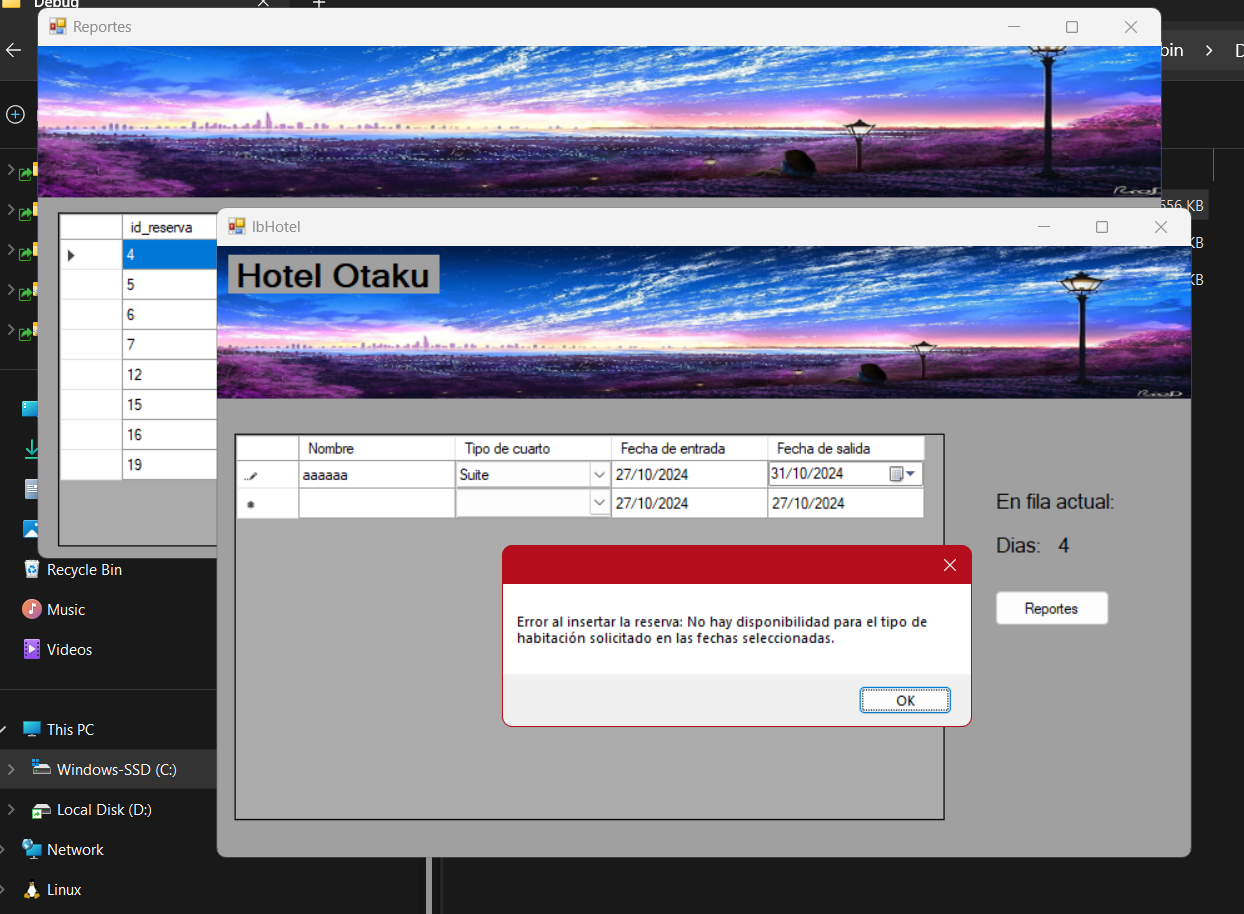 Debug
Reportes
bin
D
556 KB
KB
KB
id_reserva
4
5
6
7
12
15
16
19
lbHotel
Hotel Otaku
Nombre Tipo de cuarto Fecha de entrada Fecha de salida
aaaaaa Suite 27/10/2024 31/10/2024
27/10/2024 27/10/2024
En fila actual:
Dias: 4
Reportes
Error al insertar la reserva: No hay disponibilidad para el tipo de
habitación solicitado en las fechas seleccionadas.
OK
Recycle Bin
Music
Videos
This PC
Windows-SSD (C:)
Local Disk (D:)
Network
Linux